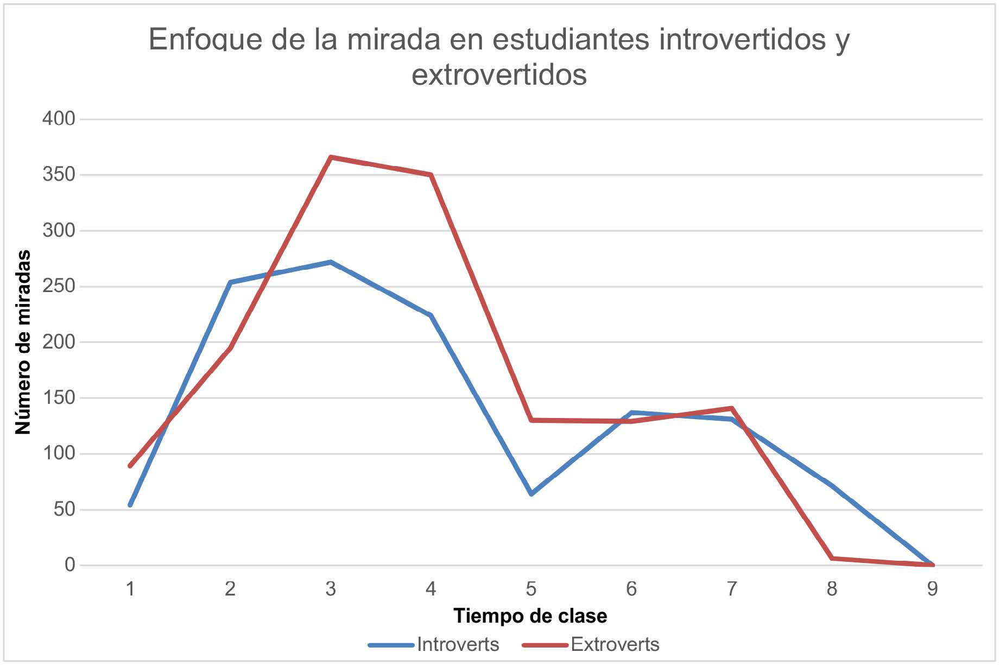 Enfoque de la mirada en estudiantes introvertidos y
extrovertidos
400
350
300
250
200
150
100
50
0
Número de miradas
1 2 3 4 5 6 7 8 9
Tiempo de clase
Introverts Extroverts